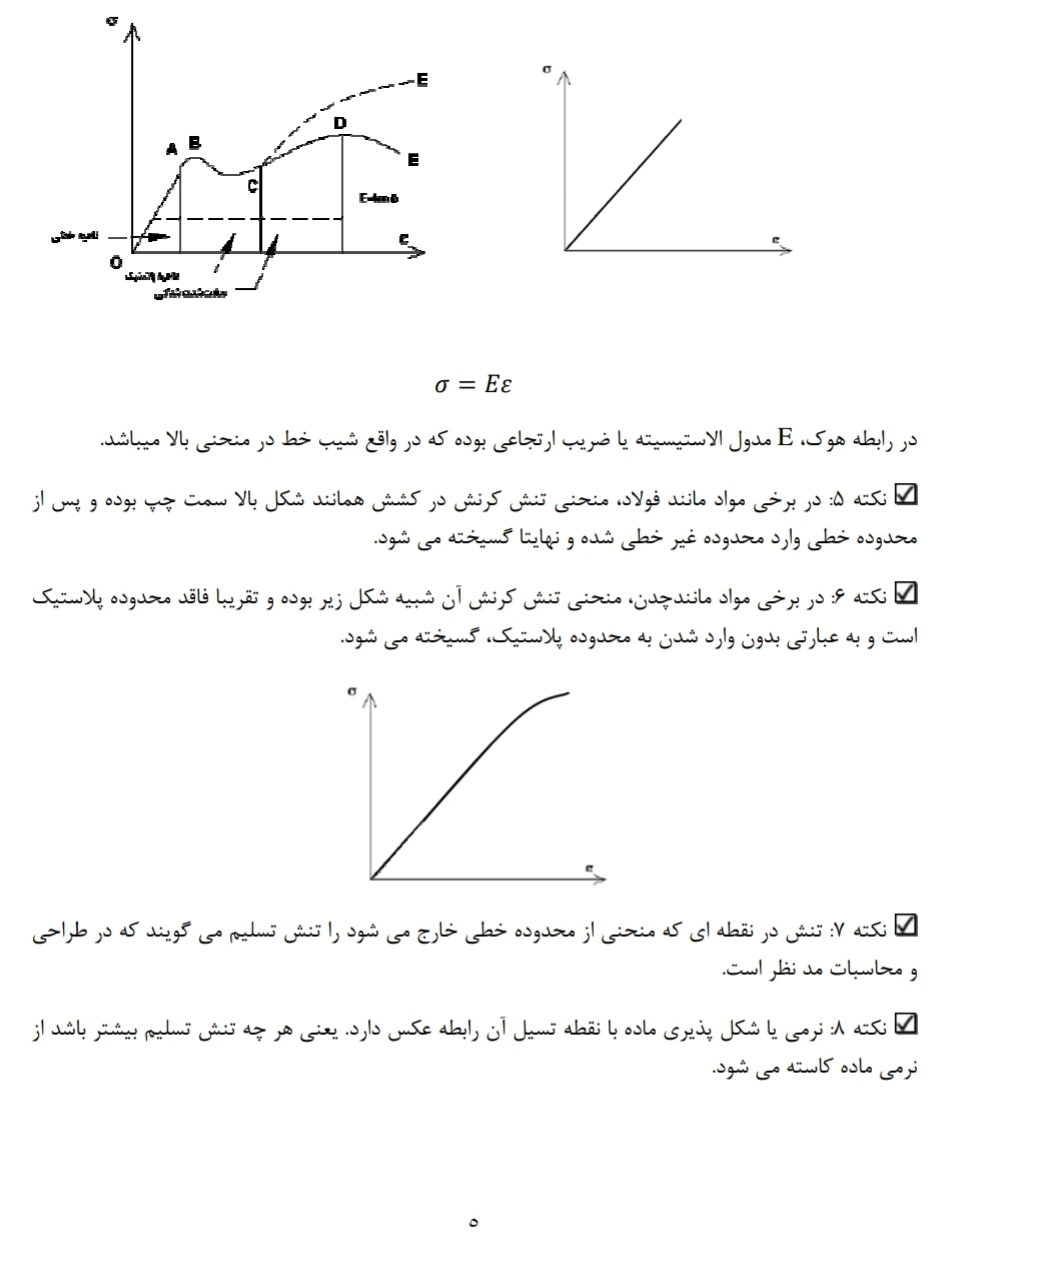 σ
E
D
A B
E
C
E-4m6
ε
ناحیه خطی
O
ناحیه پلاستیک
سخت شدگی
σ
ε
σ = Eε
در رابطه هوک، E مدول الاستیسیته یا ضریب ارتجاعی بوده که در واقع شیب خط در منحنی بالا میباشد.
نکته ۵: در برخی مواد مانند فولاد، منحنی تنش کرنش در کشش همانند شکل بالا سمت چپ بوده و پس از
محدوده خطی وارد محدوده غیر خطی شده و نهایتا گسیخته می شود.
نکته ۶: در برخی مواد مانندچدن، منحنی تنش کرنش آن شبیه شکل زیر بوده و تقریبا فاقد محدوده پلاستیک
است و به عبارتی بدون وارد شدن به محدوده پلاستیک، گسیخته می شود.
σ
ε
نکته ۷: تنش در نقطه ای که منحنی از محدوده خطی خارج می شود را تنش تسلیم می گویند که در طراحی
و محاسبات مد نظر است.
نکته ۸: نرمی یا شکل پذیری ماده با نقطه تسیل آن رابطه عکس دارد. یعنی هر چه تنش تسلیم بیشتر باشد از
نرمی ماده کاسته می شود.
۵